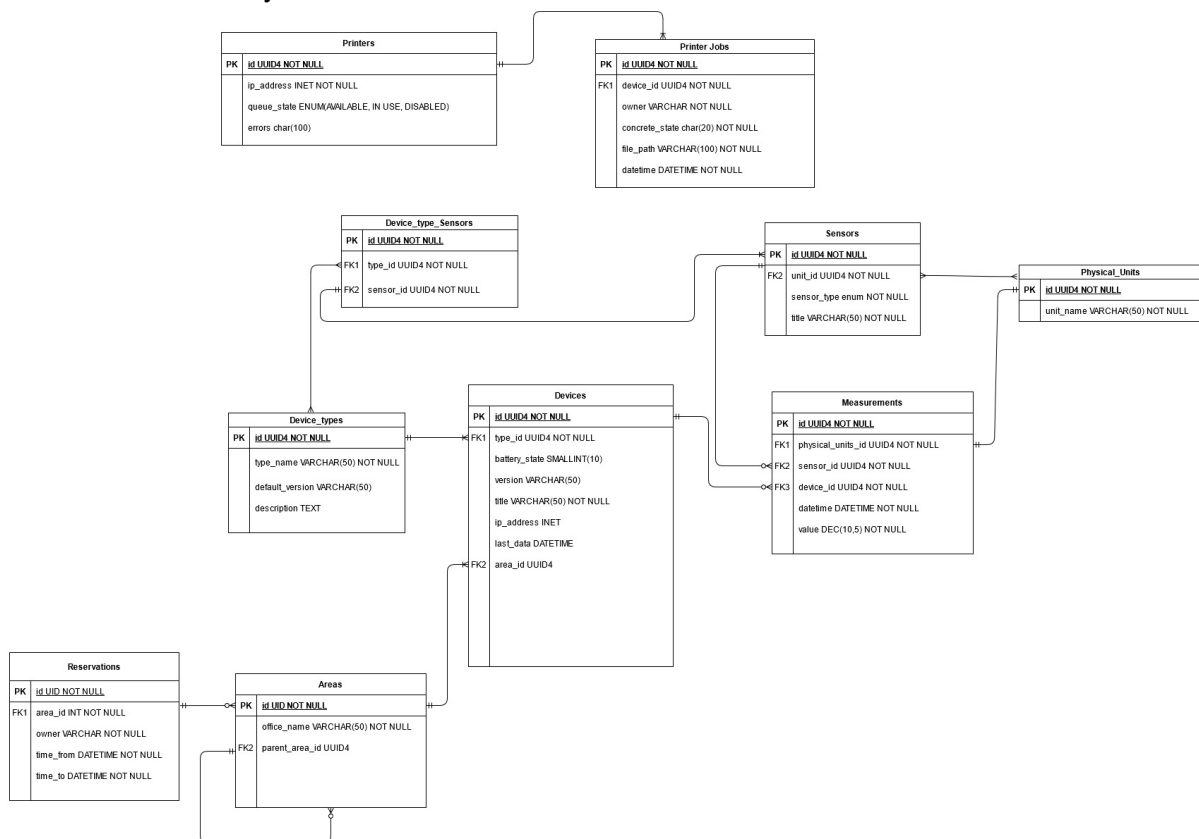 Printers
PK id UUID4 NOT NULL
ip_address INET NOT NULL
queue_state ENUM(AVAILABLE, IN USE, DISABLED)
errors char(100)
Printer Jobs
PK id UUID4 NOT NULL
FK1 device_id UUID4 NOT NULL
owner VARCHAR NOT NULL
concrete_state char(20) NOT NULL
file_path VARCHAR(100) NOT NULL
datetime DATETIME NOT NULL
Device_type_Sensors
PK id UUID4 NOT NULL
FK1 type_id UUID4 NOT NULL
FK2 sensor_id UUID4 NOT NULL
Sensors
PK id UUID4 NOT NULL
FK2 unit_id UUID4 NOT NULL
sensor_type enum NOT NULL
title VARCHAR(50) NOT NULL
Physical_Units
PK id UUID4 NOT NULL
unit_name VARCHAR(50) NOT NULL
Device_types
PK id UUID4 NOT NULL
type_name VARCHAR(50) NOT NULL
default_version VARCHAR(50)
description TEXT
Devices
PK id UUID4 NOT NULL
FK1 type_id UUID4 NOT NULL
battery_state SMALLINT(10)
version VARCHAR(50)
title VARCHAR(50) NOT NULL
ip_address INET
last_data DATETIME
FK2 area_id UUID4
Measurements
PK id UUID4 NOT NULL
FK1 physical_units_id UUID4 NOT NULL
FK2 sensor_id UUID4 NOT NULL
FK3 device_id UUID4 NOT NULL
datetime DATETIME NOT NULL
value DEC(10,5) NOT NULL
Reservations
PK id UID NOT NULL
FK1 area_id INT NOT NULL
owner VARCHAR NOT NULL
time_from DATETIME NOT NULL
time_to DATETIME NOT NULL
Areas
PK id UID NOT NULL
office_name VARCHAR(50) NOT NULL
FK2 parent_area_id UUID4